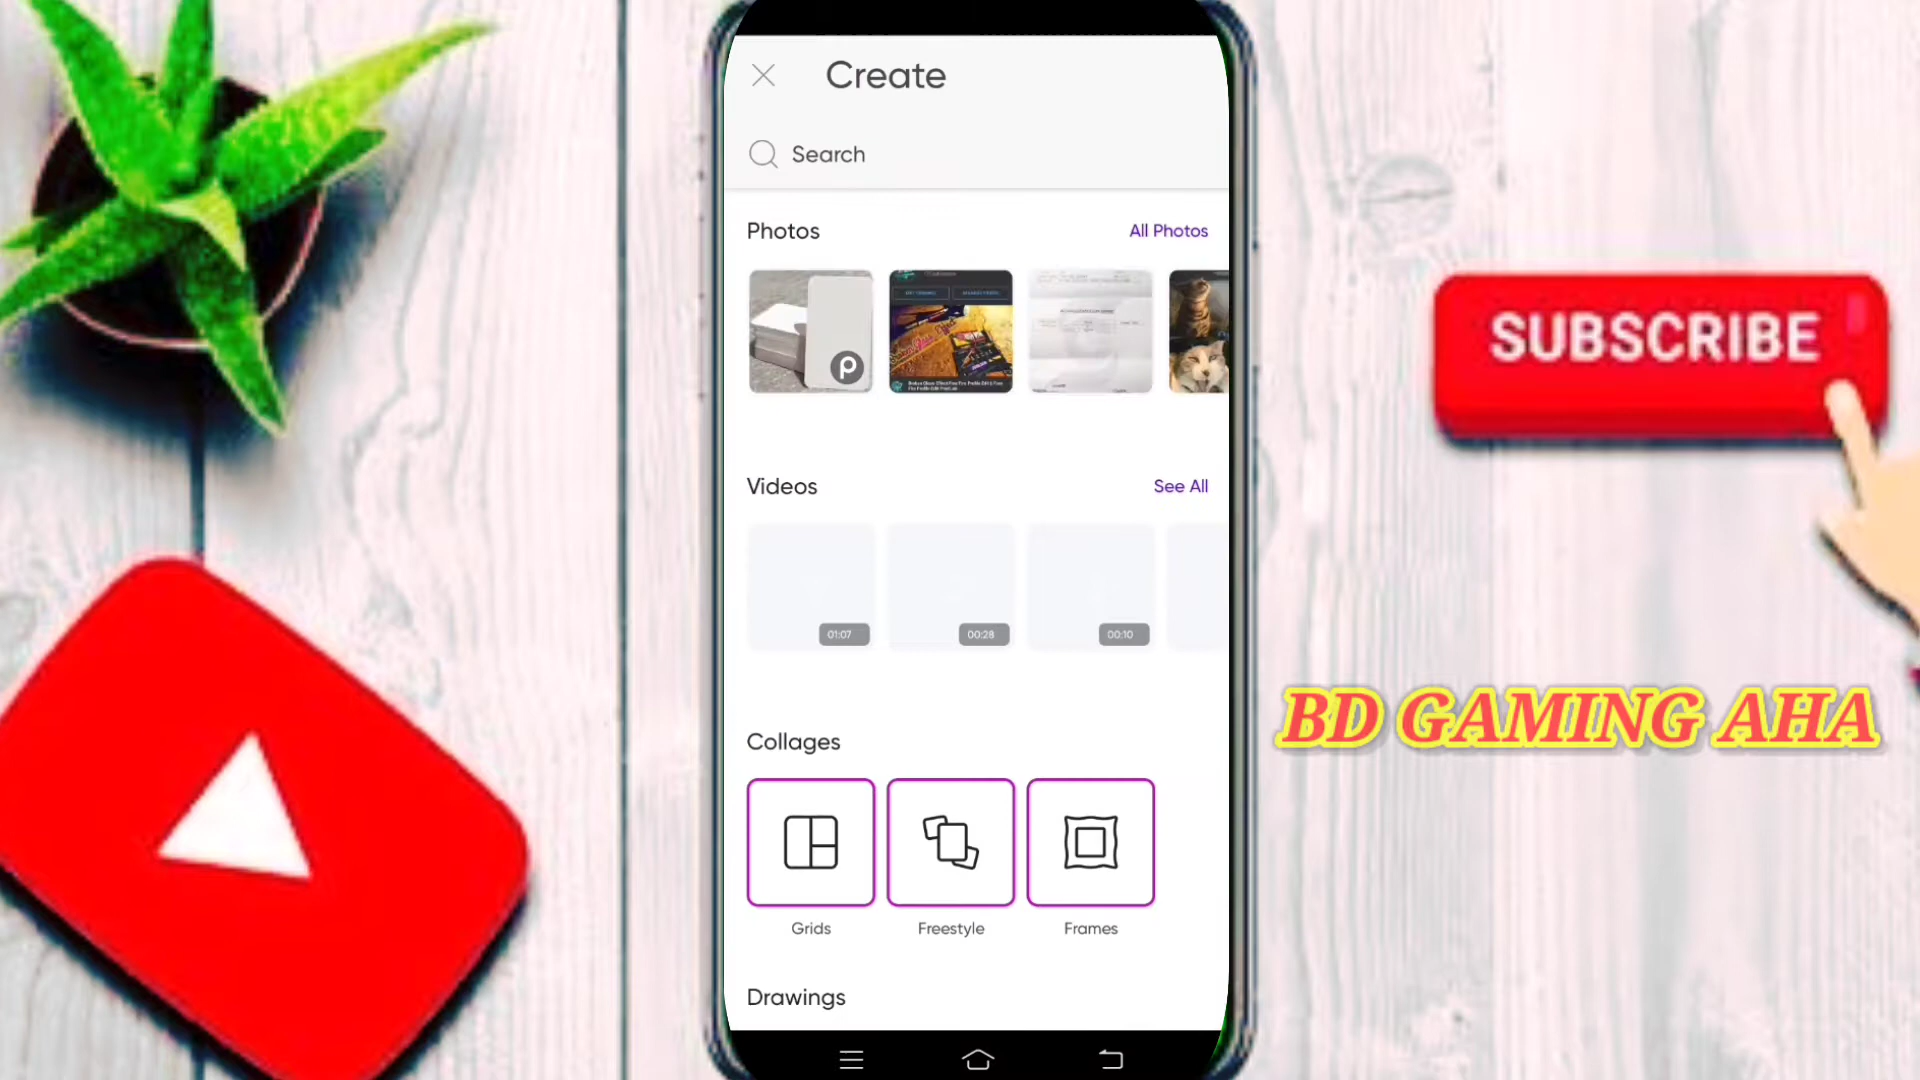 Create
Search
Photos
All Photos
Videos
See All
01:07
00:28
00:10
Collages
Grids
Freestyle
Frames
Drawings
SUBSCRIBE
BD GAMING AHA